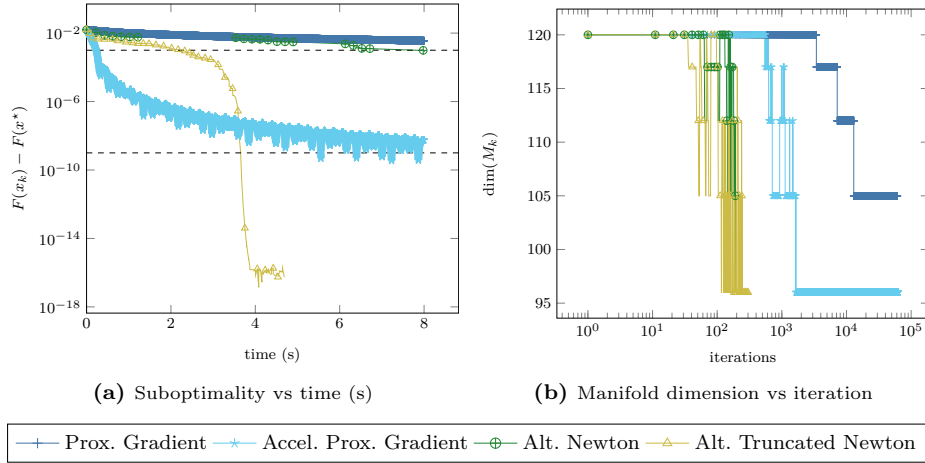 10^{-2}
10^{-6}
10^{-10}
10^{-14}
10^{-18}
F(x_k) − F(x^⋆)
0 2 4 6 8
time (s)
(a) Suboptimality vs time (s)
120
115
110
105
100
95
dim(M_k)
10^0 10^1 10^2 10^3 10^4 10^5
iterations
(b) Manifold dimension vs iteration
Prox. Gradient Accel. Prox. Gradient Alt. Newton Alt. Truncated Newton